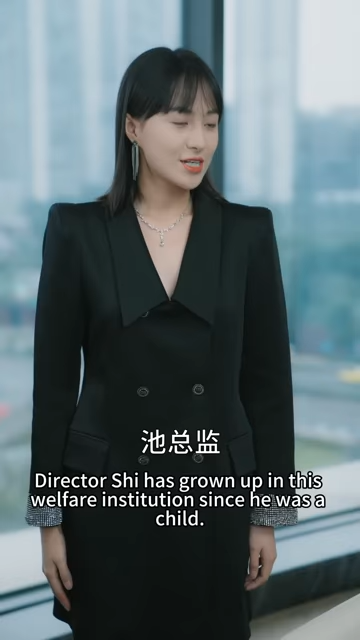 池总监
Director Shi has grown up in this
welfare institution since he was a
child.